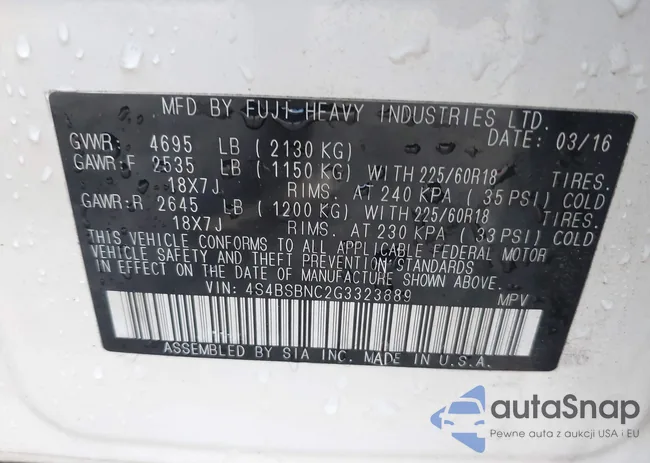 MFD BY FUJI HEAVY INDUSTRIES LTD.
DATE: 03/16
GVWR: 4695 LB (2130 KG)
GAWR:F 2535 LB (1150 KG) WITH 225/60R18 TIRES.
18X7J RIMS. AT 240 KPA (35 PSI) COLD
GAWR:R 2645 LB (1200 KG) WITH 225/60R18 TIRES.
18X7J RIMS. AT 230 KPA (33 PSI) COLD
THIS VEHICLE CONFORMS TO ALL APPLICABLE FEDERAL MOTOR
VEHICLE SAFETY AND THEFT PREVENTION STANDARDS
IN EFFECT ON THE DATE OF MANUFACTURE SHOWN ABOVE.
VIN: 4S4BSBNC2G3323889 MPV
ASSEMBLED BY SIA INC. MADE IN U.S.A.
autoSnap
Pewne auta z aukcji USA i EU